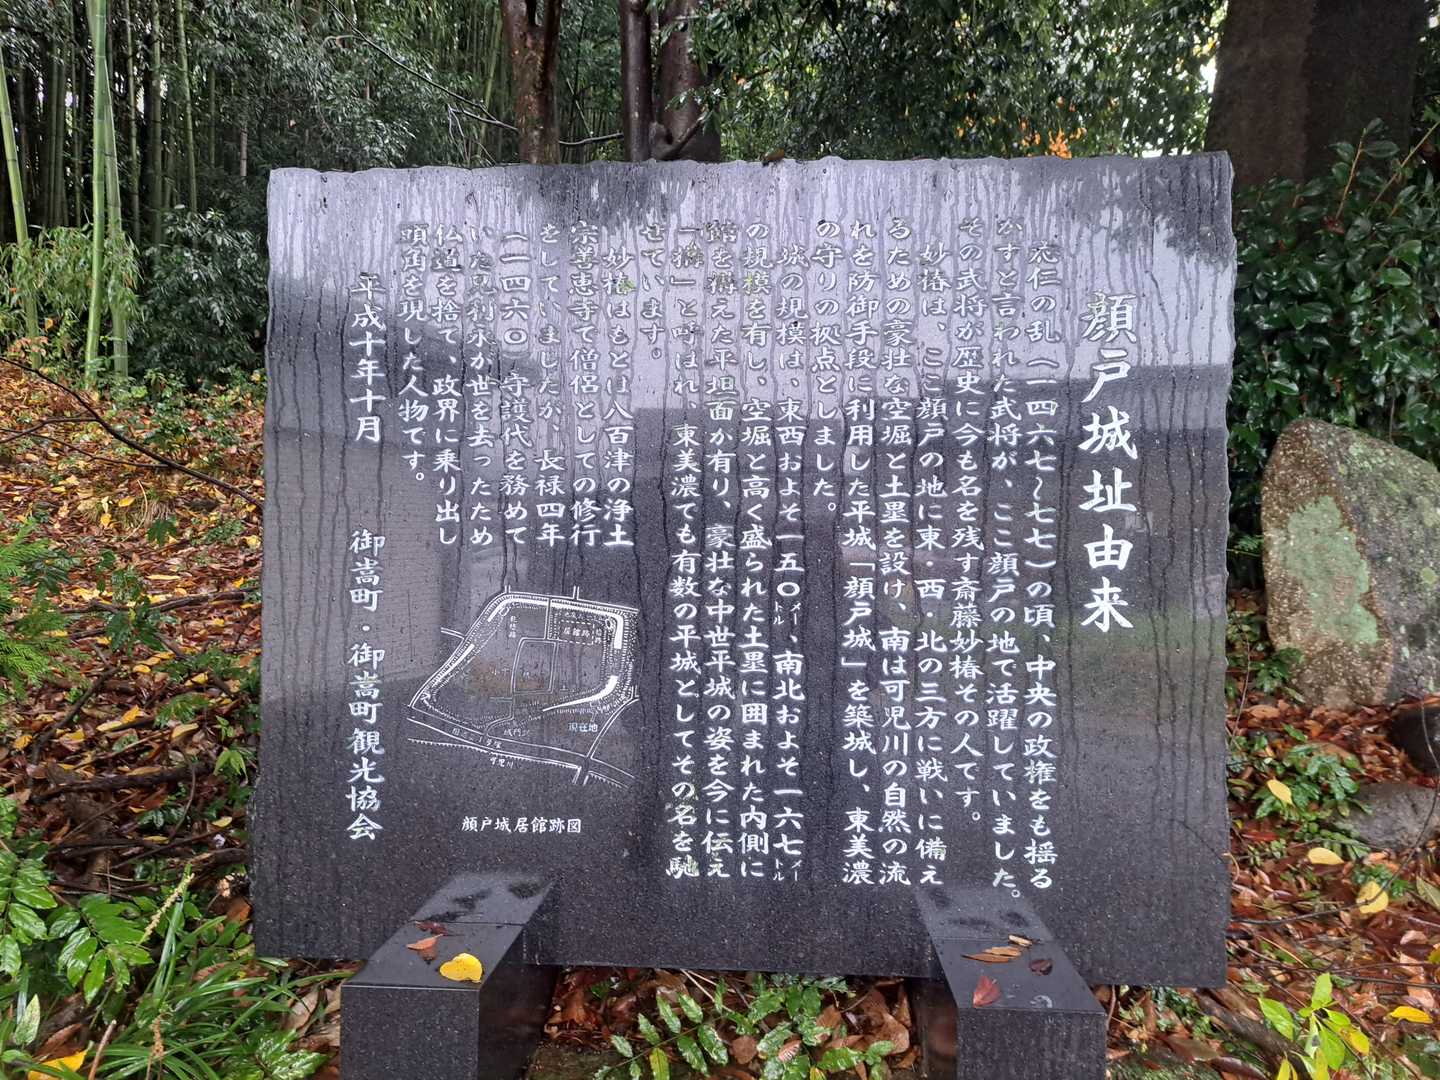 顔戸城址由来
応仁の乱(一四六七〜七七)の頃、中央の政権をも揺る
かすと言われた武将が、ここ顔戸の地で活躍していました。
その武将が歴史に今も名を残す斎藤妙椿その人です。
妙椿は、ここ顔戸の地に東・西・北の三方に戦いに備え
るための豪壮な空堀と土塁を設け、南は可児川の自然の流
れを防御手段に利用した平城「顔戸城」を築城し、東美濃
の守りの拠点としました。
城の規模は、東西およそ一五〇メートル、南北およそ一六七メートル
の規模を有し、空堀と高く盛られた土塁に囲まれた内側に
館を構えた平坦面が有り、豪壮な中世平城の姿を今に伝え
「構」と呼ばれ、東美濃でも有数の平城としてその名を馳
せています。
妙椿はもとは八百津の浄土
宗善恵寺で僧侶としての修行
をしていましたが、長禄四年
(一四六〇)守護代を務めて
いた兄利永が世を去ったため
仏道を捨て、政界に乗り出し
頭角を現した人物です。
平成十年十月
御嵩町・御嵩町観光協会
居館跡
現在地
城門跡
可児川
顔戸城居館跡図